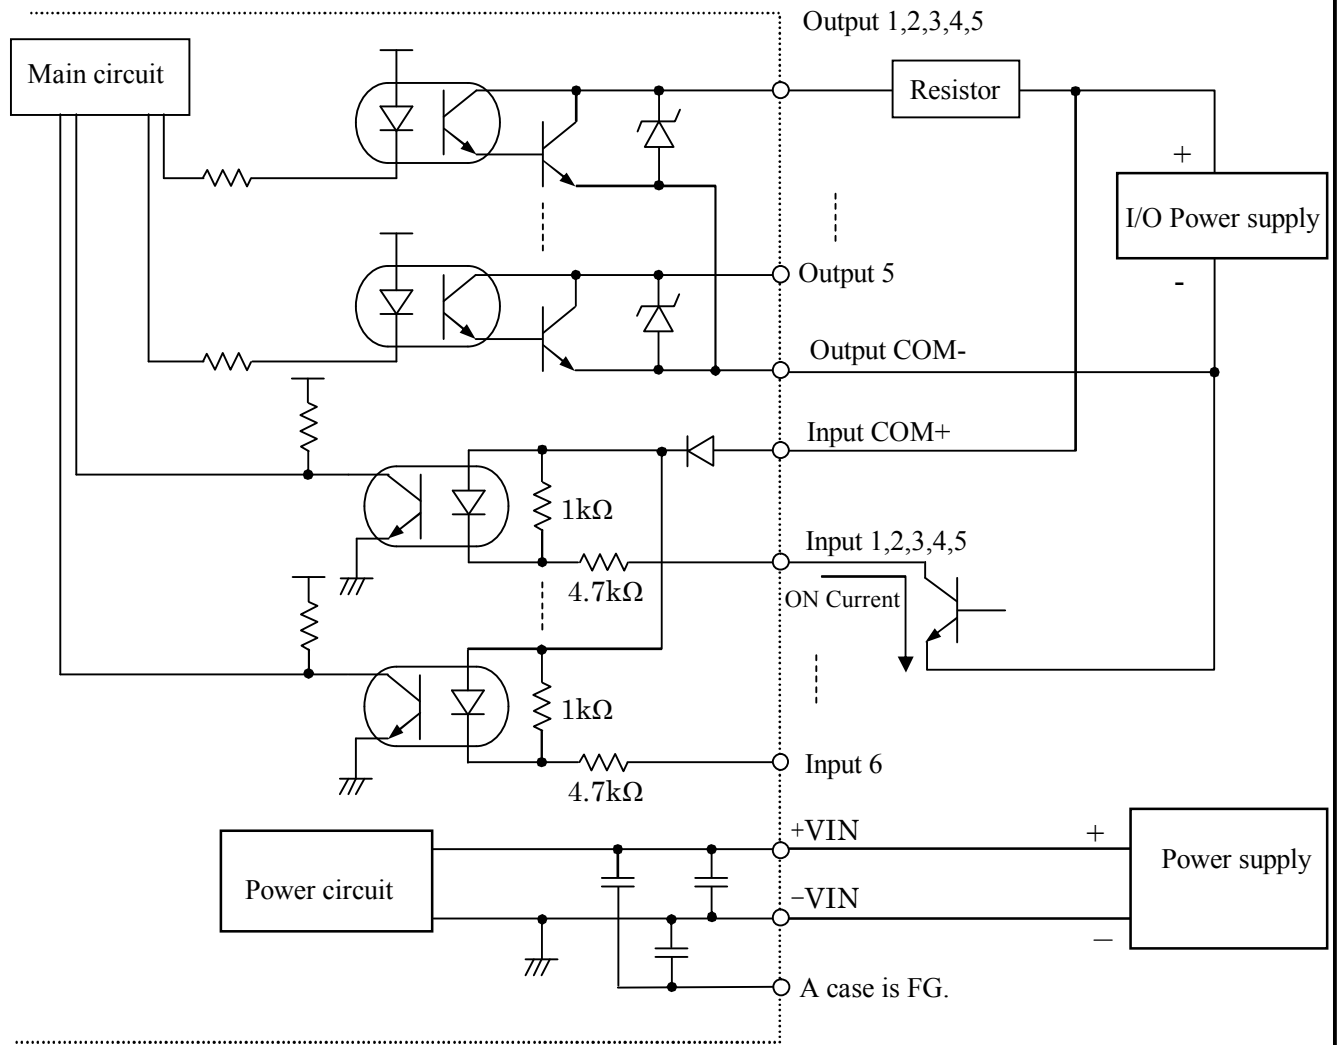 Output 1,2,3,4,5
Main circuit
Resistor
+
I/O Power supply
-
Output 5
Output COM-
Input COM+
1kΩ
Input 1,2,3,4,5
4.7kΩ
ON Current
1kΩ
Input 6
4.7kΩ
+VIN
+
Power supply
Power circuit
−VIN
−
A case is FG.